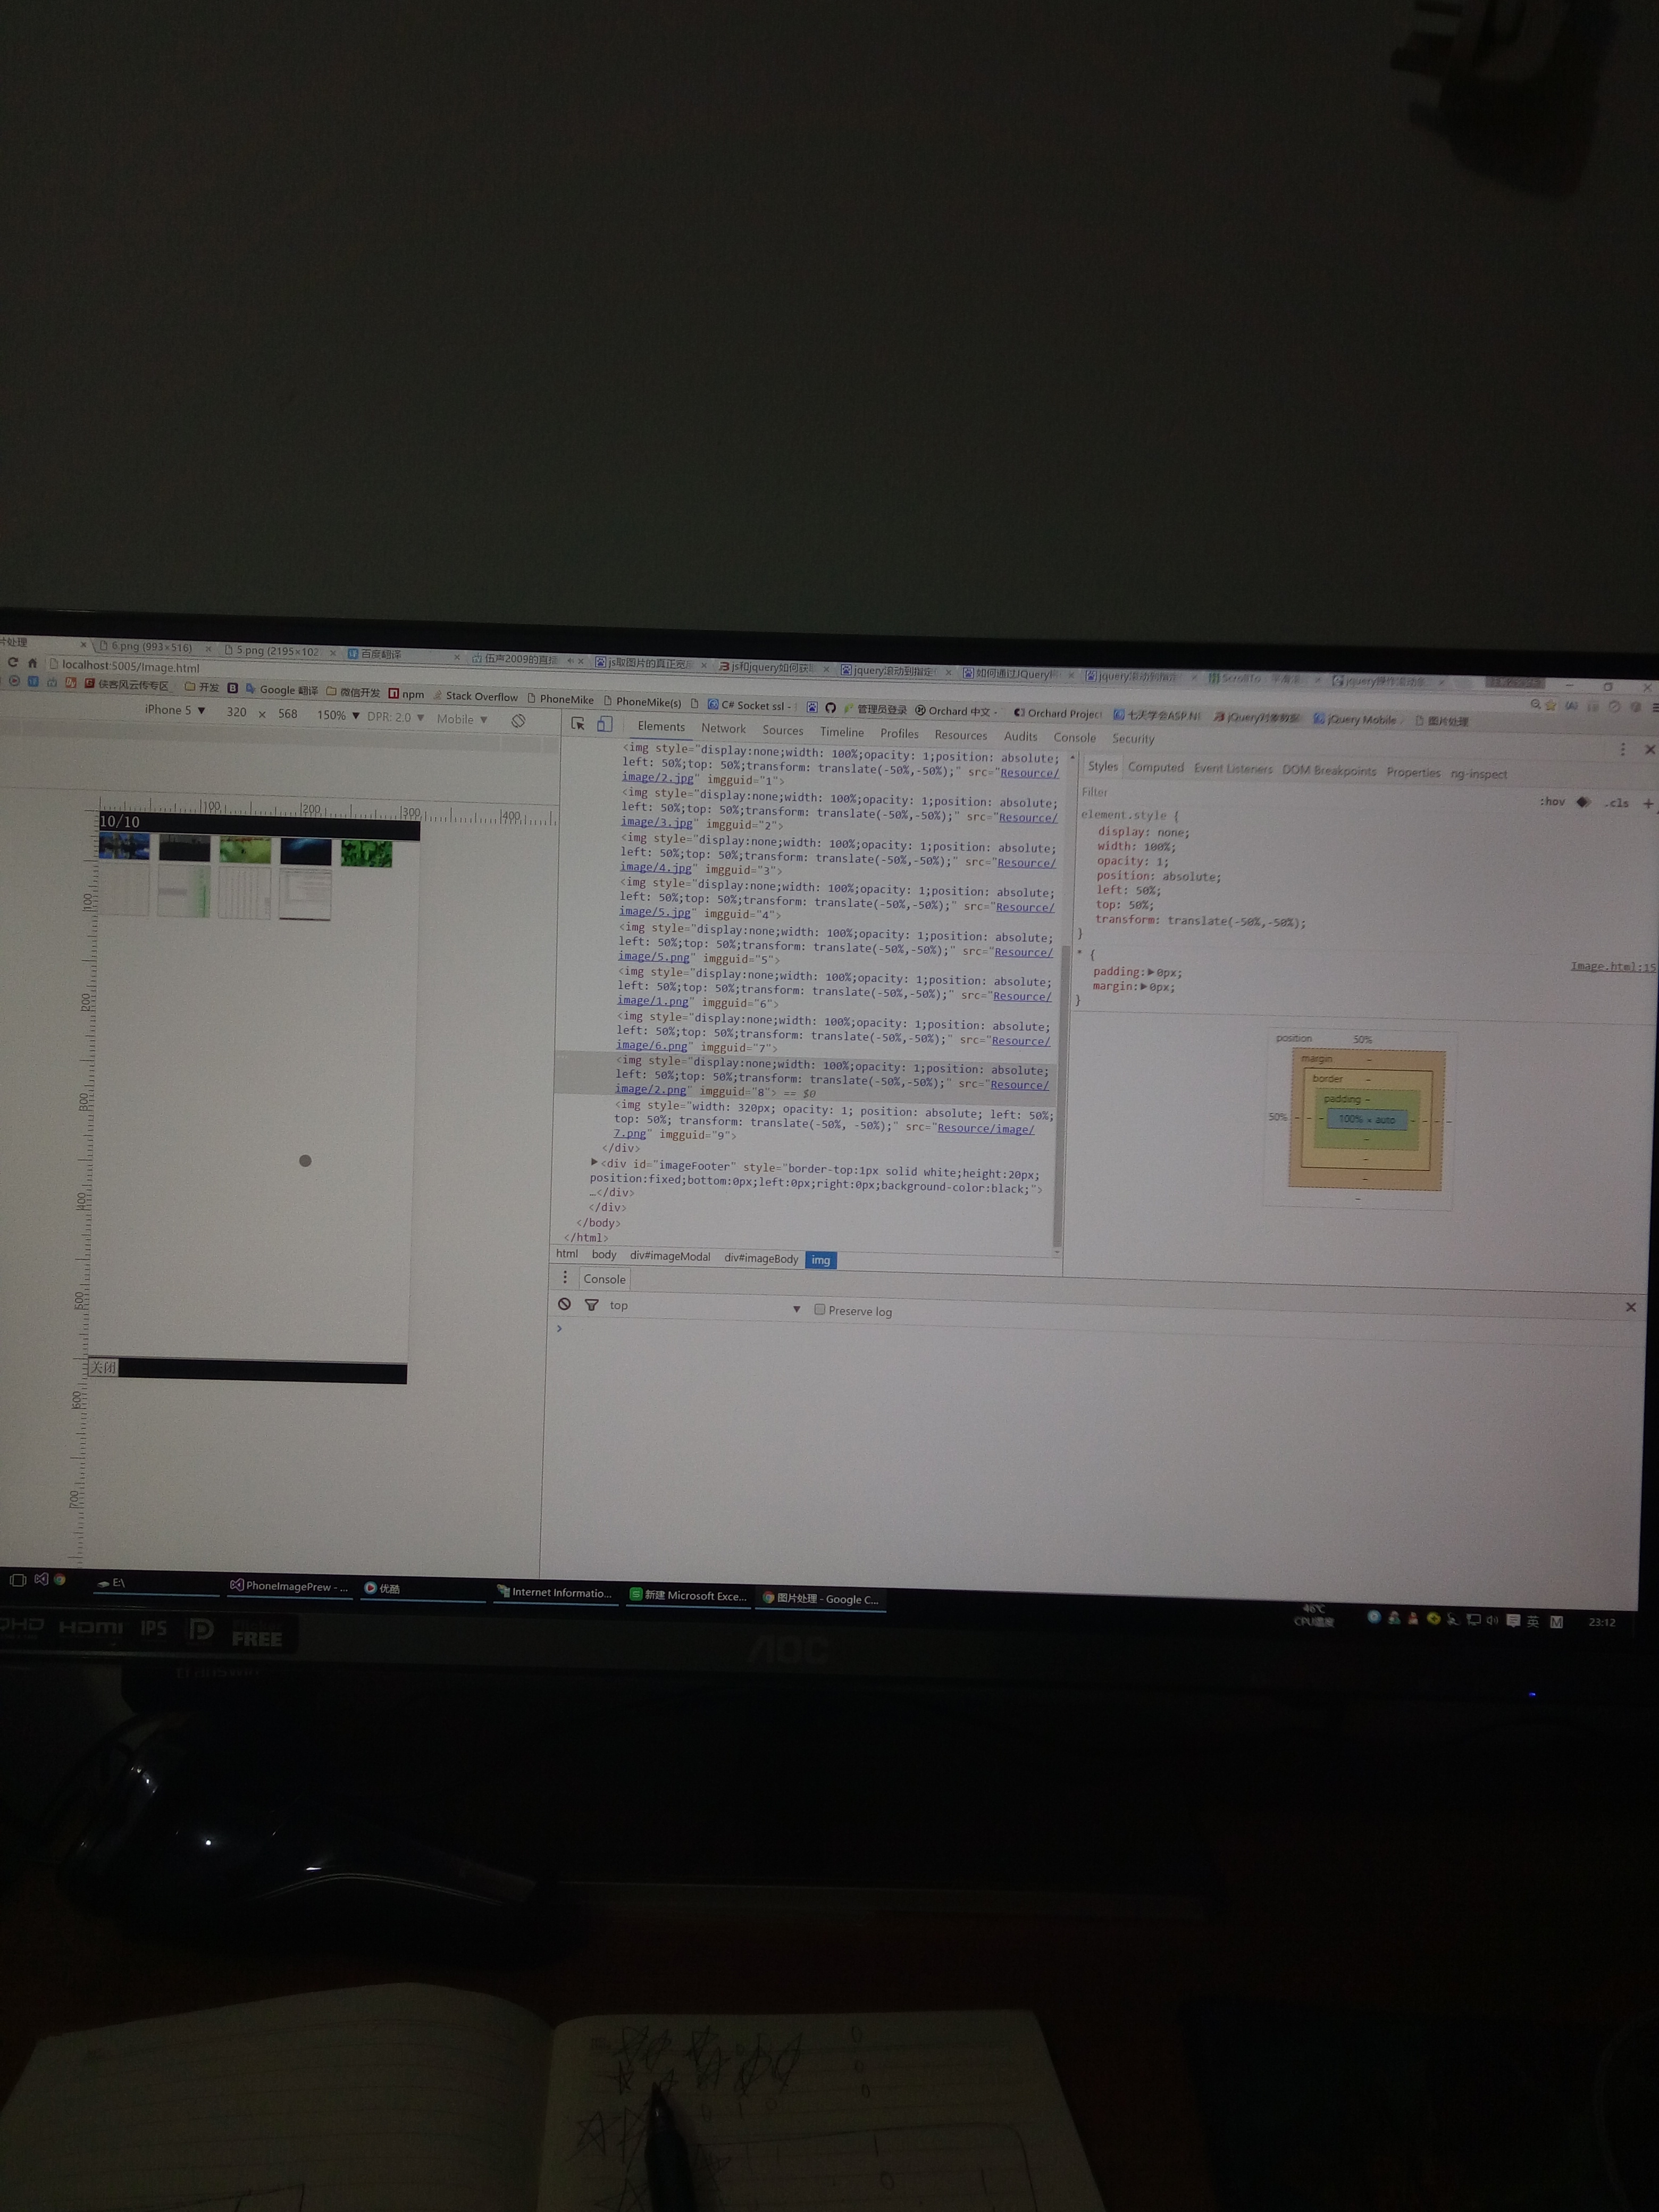 片处理
6.png (993×516)
5.png (2195×102
百度翻译
伍声2009的直播
js取图片的真正宽
js和jquery如何获
jquery滚动到指定
如何通过JQuery
jquery滚动到指定
localhost:5005/Image.html
侠客风云传专区
开发
Google 翻译
微信开发
npm
Stack Overflow
PhoneMike
PhoneMike(s)
C# Socket ssl -
管理员登录
Orchard 中文 -
Orchard Project
七天学会ASP.NE
jQuery对象数据
jQuery Mobile
图片处理
iPhone 5 ▼ 320 × 568 150% ▼ DPR: 2.0 ▼ Mobile ▼
Elements Network Sources Timeline Profiles Resources Audits Console Security
100 200 300 400
10/10
100
200
300
400
500
600
700
关闭
<img style="display:none;width: 100%;opacity: 1;position: absolute;
left: 50%;top: 50%;transform: translate(-50%,-50%);" src="Resource/
image/2.jpg" imgguid="1">
<img style="display:none;width: 100%;opacity: 1;position: absolute;
left: 50%;top: 50%;transform: translate(-50%,-50%);" src="Resource/
image/3.jpg" imgguid="2">
<img style="display:none;width: 100%;opacity: 1;position: absolute;
left: 50%;top: 50%;transform: translate(-50%,-50%);" src="Resource/
image/4.jpg" imgguid="3">
<img style="display:none;width: 100%;opacity: 1;position: absolute;
left: 50%;top: 50%;transform: translate(-50%,-50%);" src="Resource/
image/5.jpg" imgguid="4">
<img style="display:none;width: 100%;opacity: 1;position: absolute;
left: 50%;top: 50%;transform: translate(-50%,-50%);" src="Resource/
image/5.png" imgguid="5">
<img style="display:none;width: 100%;opacity: 1;position: absolute;
left: 50%;top: 50%;transform: translate(-50%,-50%);" src="Resource/
image/1.png" imgguid="6">
<img style="display:none;width: 100%;opacity: 1;position: absolute;
left: 50%;top: 50%;transform: translate(-50%,-50%);" src="Resource/
image/6.png" imgguid="7">
<img style="display:none;width: 100%;opacity: 1;position: absolute;
left: 50%;top: 50%;transform: translate(-50%,-50%);" src="Resource/
image/2.png" imgguid="8"> == $0
<img style="width: 320px; opacity: 1; position: absolute; left: 50%;
top: 50%; transform: translate(-50%, -50%);" src="Resource/image/
7.png" imgguid="9">
</div>
▶<div id="imageFooter" style="border-top:1px solid white;height:20px;
position:fixed;bottom:0px;left:0px;right:0px;background-color:black;">
…</div>
</div>
</body>
</html>
html body div#imageModal div#imageBody img
Styles Computed Event Listeners DOM Breakpoints Properties ng-inspect
Filter :hov .cls +
element.style {
display: none;
width: 100%;
opacity: 1;
position: absolute;
left: 50%;
top: 50%;
transform: translate(-50%,-50%);
}
* { Image.html:15
padding:▶0px;
margin:▶0px;
}
position 50%
margin –
border –
padding –
50% 100% × auto
Console
top ▼ Preserve log
>
E:\
PhoneImagePrew - ...
优酷
Internet Informatio...
新建 Microsoft Exce...
图片处理 - Google C...
46℃
CPU温度
英
M
23:12
HDMI IPS FREE
AOC